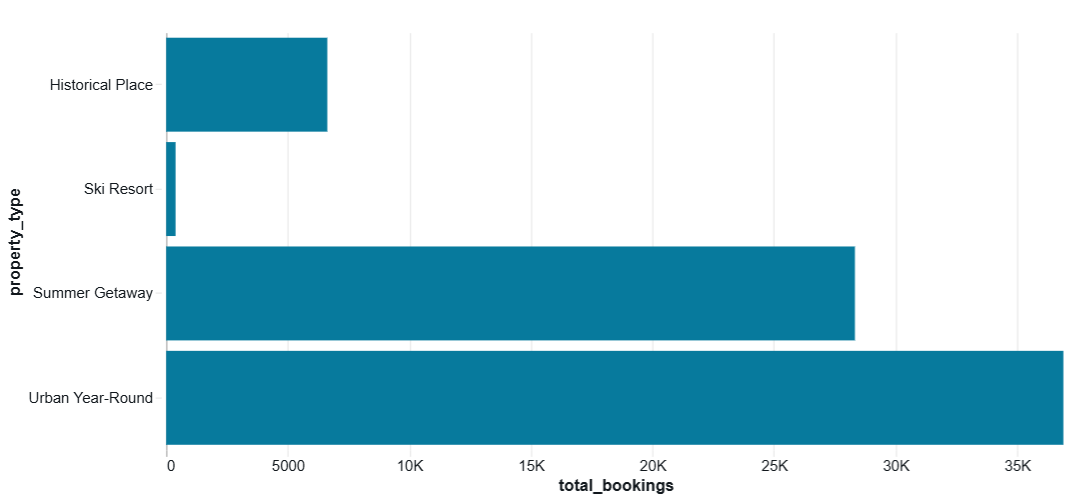 Historical Place
Ski Resort
Summer Getaway
Urban Year-Round
property_type
0 5000 10K 15K 20K 25K 30K 35K
total_bookings